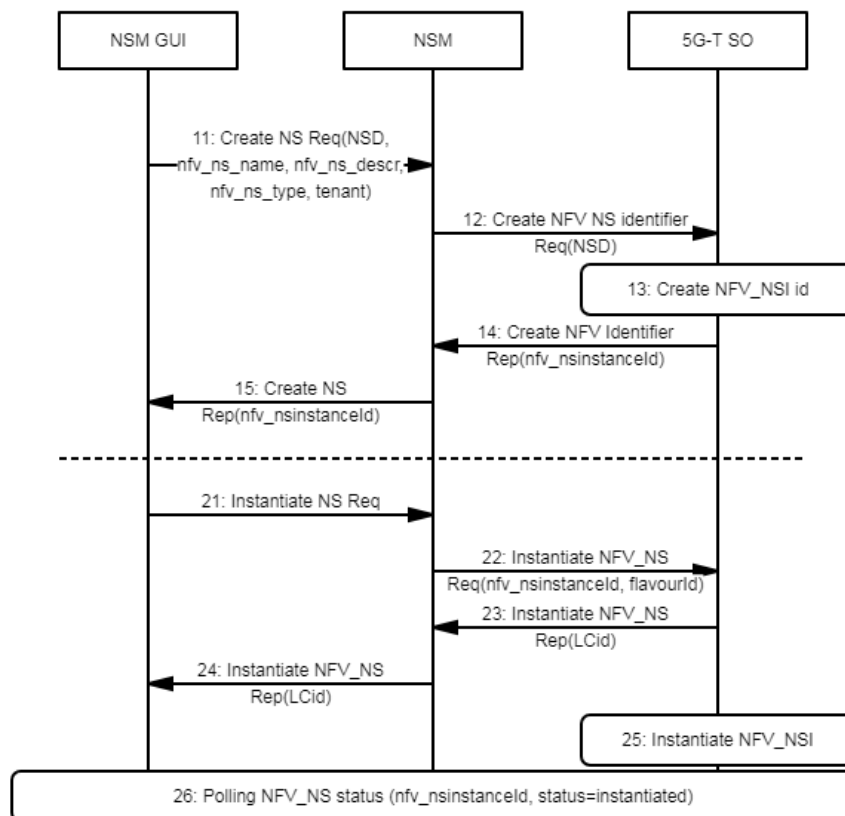 NSM GUI
NSM
5G-T SO
11: Create NS Req(NSD,
nfv_ns_name, nfv_ns_descr,
nfv_ns_type, tenant)
12: Create NFV NS identifier
Req(NSD)
13: Create NFV_NSI id
14: Create NFV Identifier
Rep(nfv_nsinstanceId)
15: Create NS
Rep(nfv_nsinstanceId)
21: Instantiate NS Req
22: Instantiate NFV_NS
Req(nfv_nsinstanceId, flavourId)
23: Instantiate NFV_NS
Rep(LCid)
24: Instantiate NFV_NS
Rep(LCid)
25: Instantiate NFV_NSI
26: Polling NFV_NS status (nfv_nsinstanceId, status=instantiated)